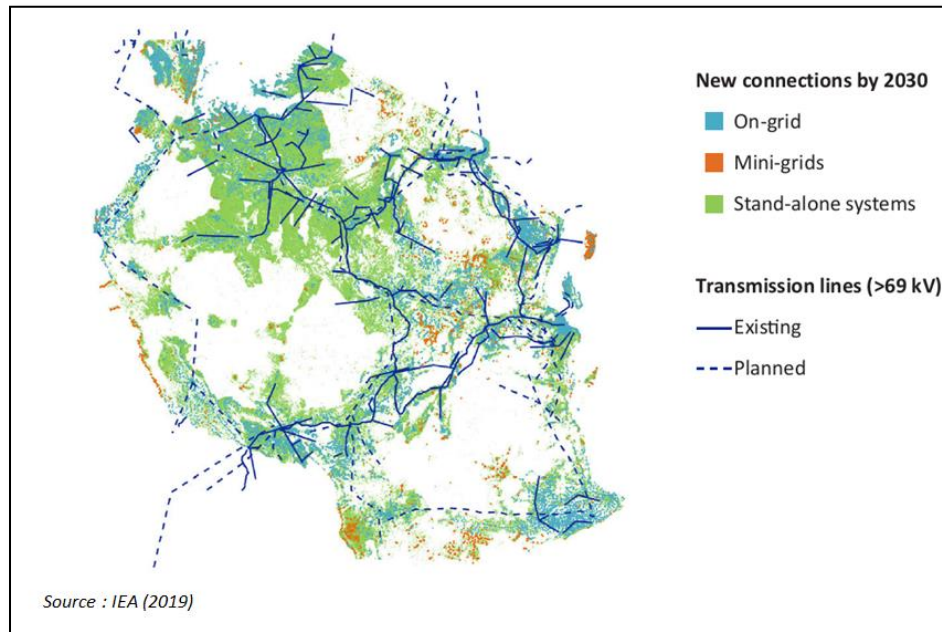 New connections by 2030
On-grid
Mini-grids
Stand-alone systems
Transmission lines (>69 kV)
Existing
Planned
Source : IEA (2019)